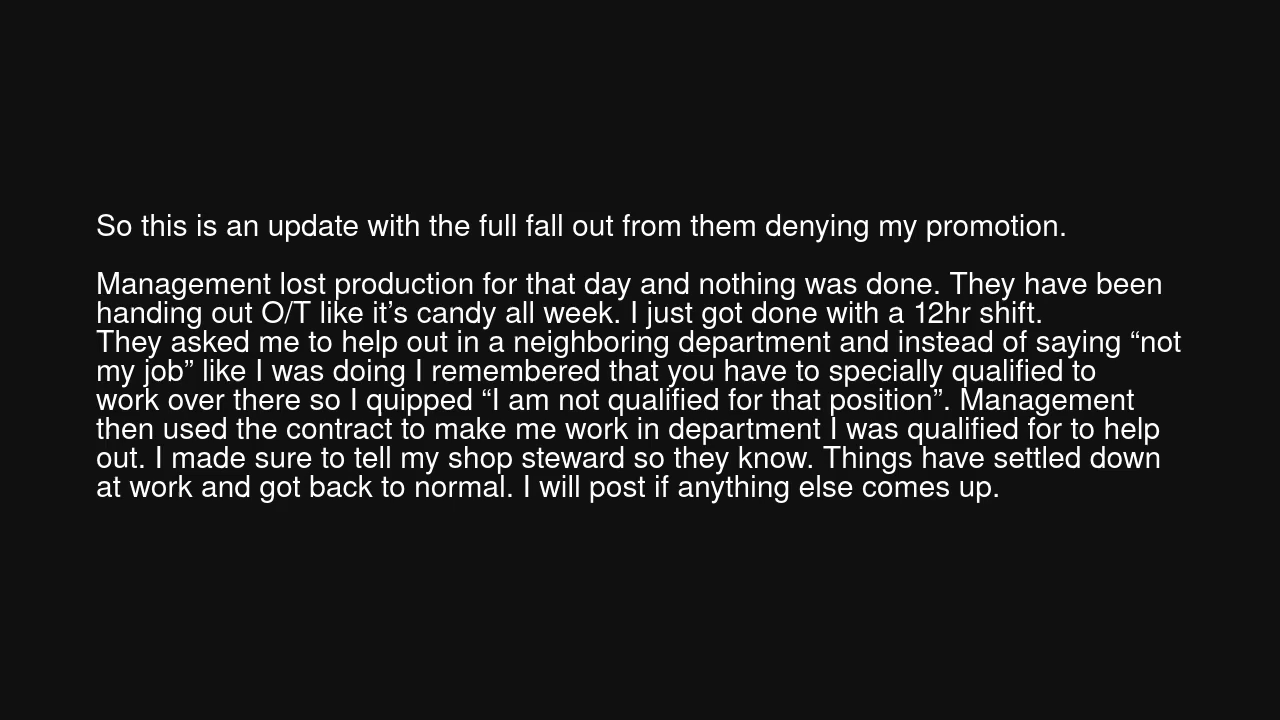 So this is an update with the full fall out from them denying my promotion.
Management lost production for that day and nothing was done. They have been
handing out O/T like it’s candy all week. I just got done with a 12hr shift.
They asked me to help out in a neighboring department and instead of saying “not
my job” like I was doing I remembered that you have to specially qualified to
work over there so I quipped “I am not qualified for that position”. Management
then used the contract to make me work in department I was qualified for to help
out. I made sure to tell my shop steward so they know. Things have settled down
at work and got back to normal. I will post if anything else comes up.